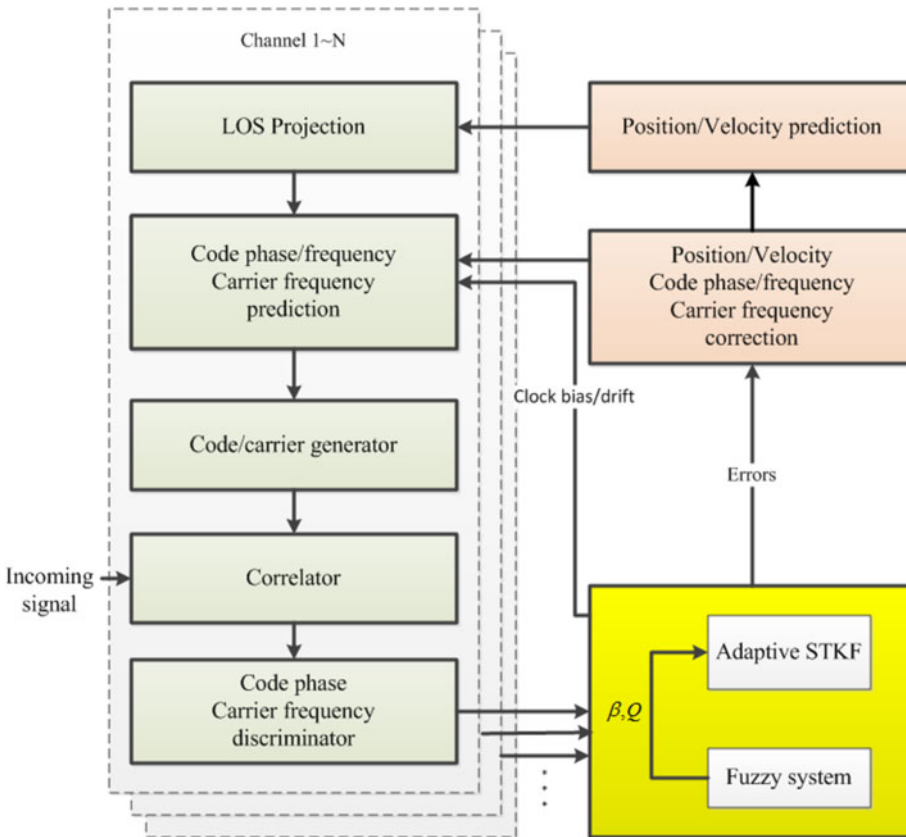 Channel 1~N
LOS Projection
Position/Velocity prediction
Code phase/frequency
Carrier frequency
prediction
Position/Velocity
Code phase/frequency
Carrier frequency
correction
Clock bias/drift
Code/carrier generator
Errors
Incoming
signal
Correlator
Adaptive STKF
Code phase
Carrier frequency
discriminator
β,Q
Fuzzy system